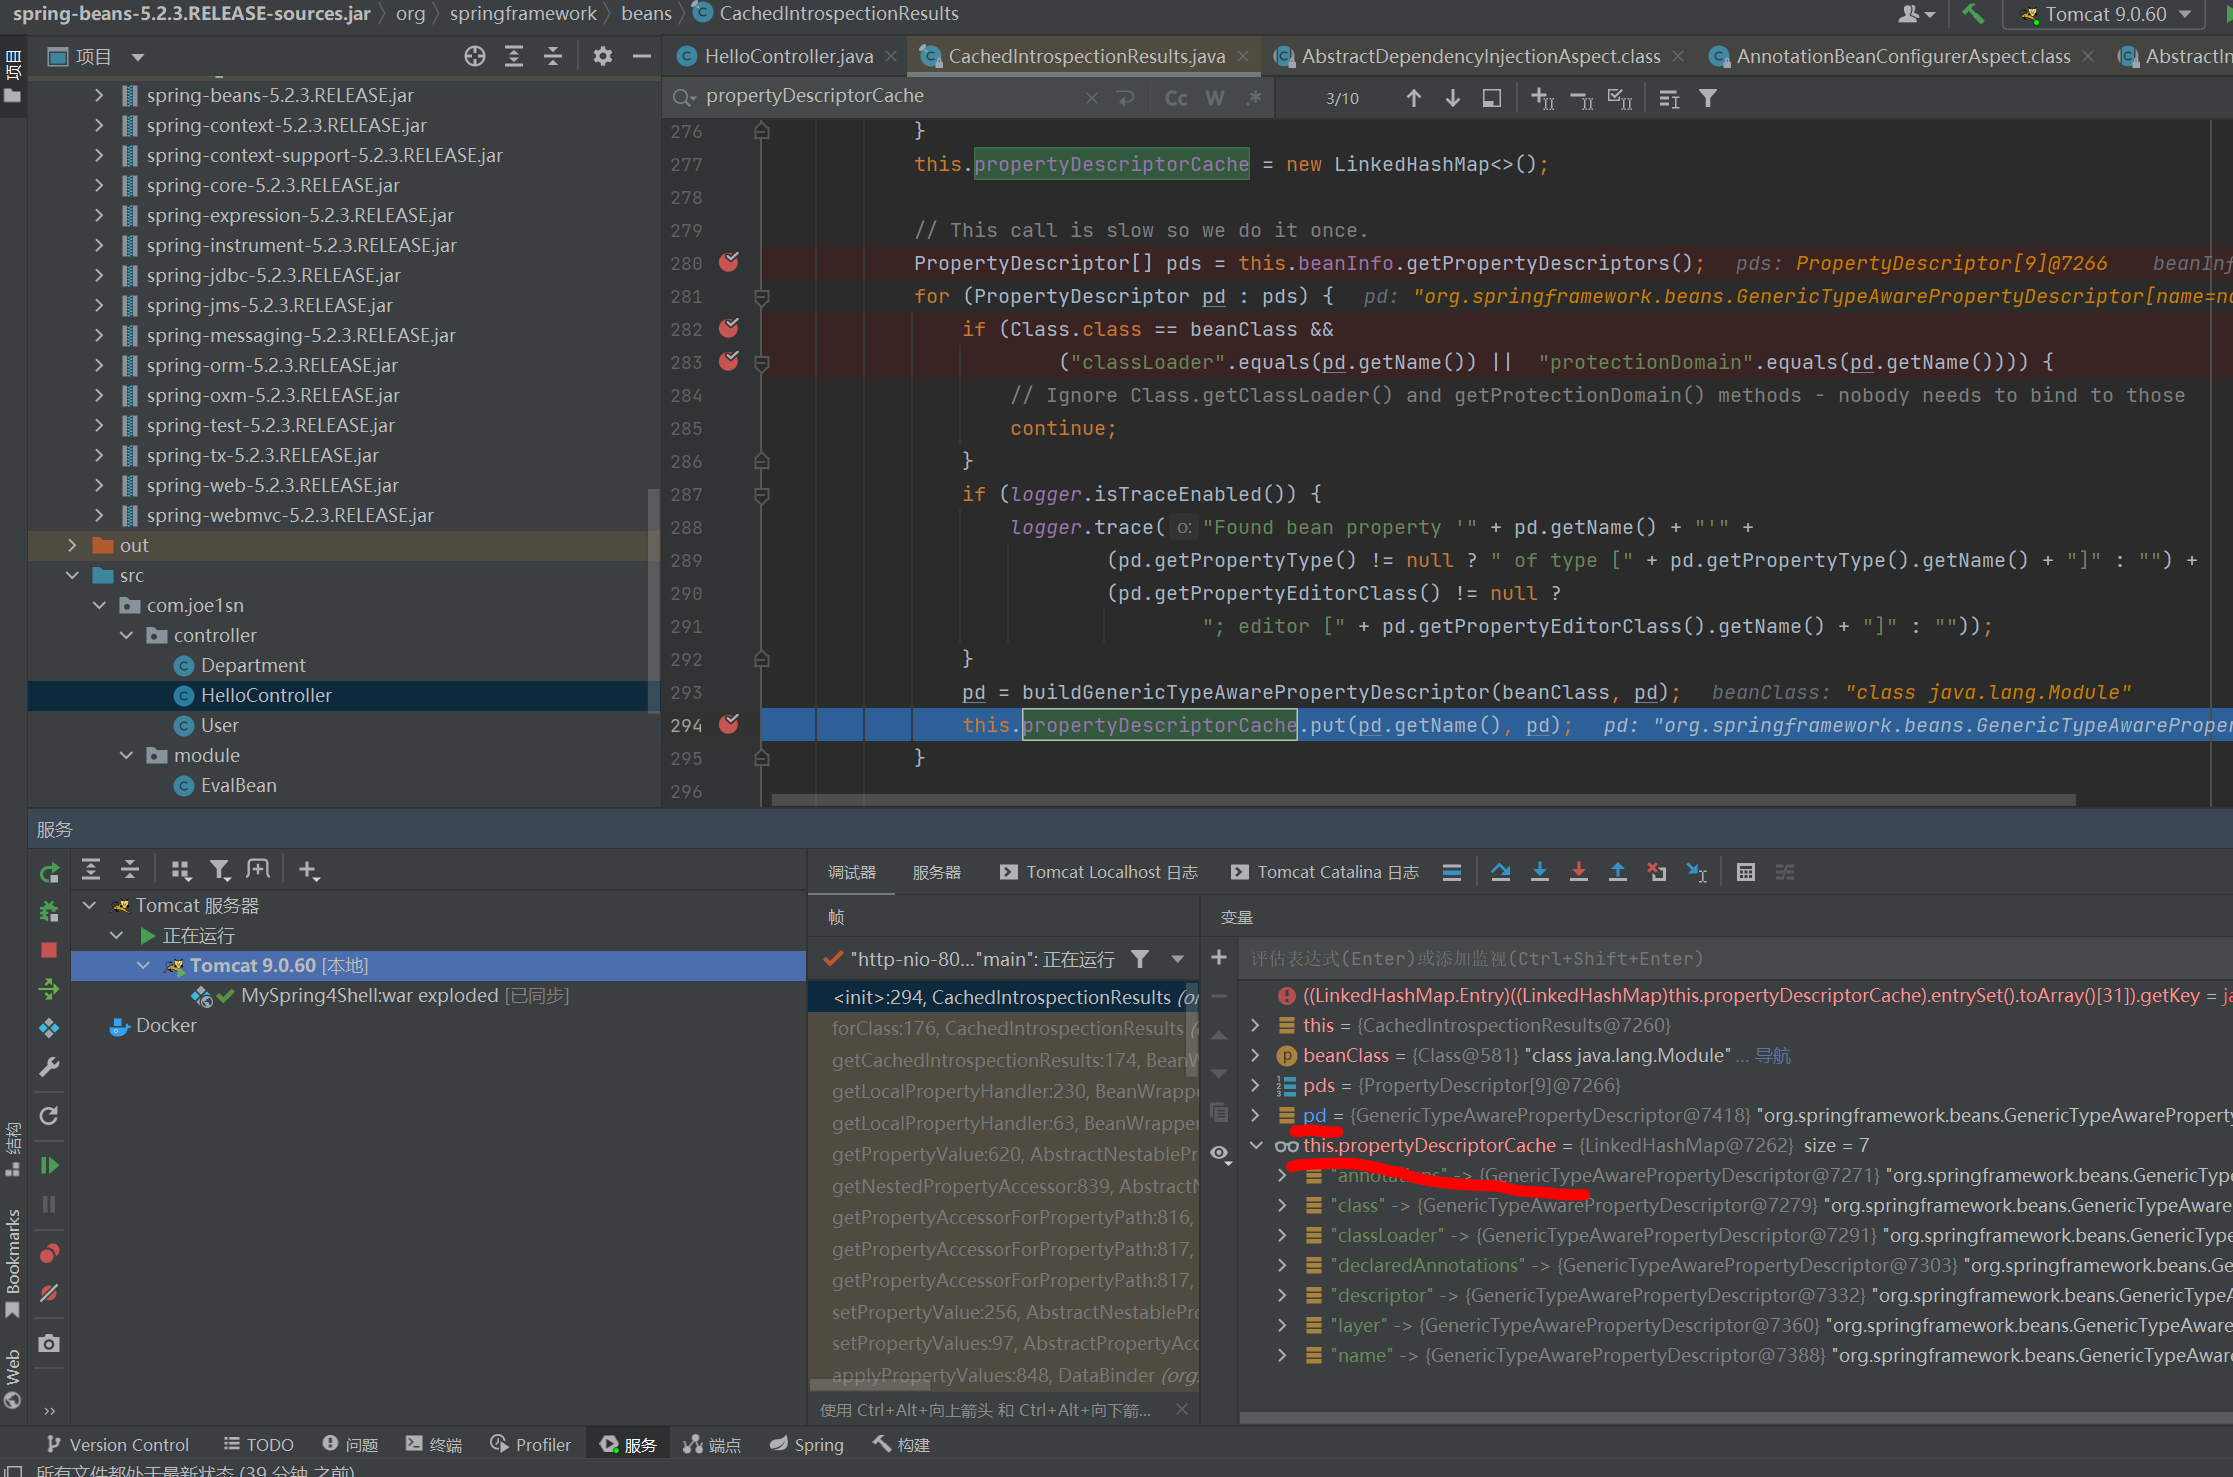 spring-beans-5.2.3.RELEASE-sources.jar org springframework beans CachedIntrospectionResults
Tomcat 9.0.60
项目
项目
HelloController.java
CachedIntrospectionResults.java
AbstractDependencyInjectionAspect.class
AnnotationBeanConfigurerAspect.class
propertyDescriptorCache
Cc W .*
3/10
spring-beans-5.2.3.RELEASE.jar
spring-context-5.2.3.RELEASE.jar
spring-context-support-5.2.3.RELEASE.jar
spring-core-5.2.3.RELEASE.jar
spring-expression-5.2.3.RELEASE.jar
spring-instrument-5.2.3.RELEASE.jar
spring-jdbc-5.2.3.RELEASE.jar
spring-jms-5.2.3.RELEASE.jar
spring-messaging-5.2.3.RELEASE.jar
spring-orm-5.2.3.RELEASE.jar
spring-oxm-5.2.3.RELEASE.jar
spring-test-5.2.3.RELEASE.jar
spring-tx-5.2.3.RELEASE.jar
spring-web-5.2.3.RELEASE.jar
spring-webmvc-5.2.3.RELEASE.jar
out
src
com.joe1sn
controller
Department
HelloController
User
module
EvalBean
276 }
277 this.propertyDescriptorCache = new LinkedHashMap<>();
278
279 // This call is slow so we do it once.
280 PropertyDescriptor[] pds = this.beanInfo.getPropertyDescriptors(); pds: PropertyDescriptor[9]@7266 beanInf
281 for (PropertyDescriptor pd : pds) { pd: "org.springframework.beans.GenericTypeAwarePropertyDescriptor[name=na
282 if (Class.class == beanClass &&
283 ("classLoader".equals(pd.getName()) || "protectionDomain".equals(pd.getName()))) {
284 // Ignore Class.getClassLoader() and getProtectionDomain() methods - nobody needs to bind to those
285 continue;
286 }
287 if (logger.isTraceEnabled()) {
288 logger.trace( o: "Found bean property '" + pd.getName() + "'" +
289 (pd.getPropertyType() != null ? " of type [" + pd.getPropertyType().getName() + "]" : "") +
290 (pd.getPropertyEditorClass() != null ?
291 "; editor [" + pd.getPropertyEditorClass().getName() + "]" : ""));
292 }
293 pd = buildGenericTypeAwarePropertyDescriptor(beanClass, pd); beanClass: "class java.lang.Module"
294 this.propertyDescriptorCache.put(pd.getName(), pd); pd: "org.springframework.beans.GenericTypeAwareProper
295 }
296
服务
Tomcat 服务器
正在运行
Tomcat 9.0.60 [本地]
MySpring4Shell:war exploded [已同步]
Docker
调试器 服务器 Tomcat Localhost 日志 Tomcat Catalina 日志
帧
"http-nio-80..."main": 正在运行
<init>:294, CachedIntrospectionResults (or
forClass:176, CachedIntrospectionResults
getCachedIntrospectionResults:174, BeanW
getLocalPropertyHandler:230, BeanWrappe
getLocalPropertyHandler:63, BeanWrapper
getPropertyValue:620, AbstractNestablePr
getNestedPropertyAccessor:839, AbstractN
getPropertyAccessorForPropertyPath:816,
getPropertyAccessorForPropertyPath:817,
getPropertyAccessorForPropertyPath:817,
setPropertyValue:256, AbstractNestablePro
setPropertyValues:97, AbstractPropertyAcc
applyPropertyValues:848, DataBinder (org.
使用 Ctrl+Alt+向上箭头 和 Ctrl+Alt+向下箭...
变量
评估表达式(Enter)或添加监视(Ctrl+Shift+Enter)
((LinkedHashMap.Entry)((LinkedHashMap)this.propertyDescriptorCache).entrySet().toArray()[31]).getKey = ja
this = {CachedIntrospectionResults@7260}
beanClass = {Class@581} "class java.lang.Module" ... 导航
pds = {PropertyDescriptor[9]@7266}
pd = {GenericTypeAwarePropertyDescriptor@7418} "org.springframework.beans.GenericTypeAwarePropert
this.propertyDescriptorCache = {LinkedHashMap@7262} size = 7
"annotations" -> {GenericTypeAwarePropertyDescriptor@7271} "org.springframework.beans.GenericType
"class" -> {GenericTypeAwarePropertyDescriptor@7279} "org.springframework.beans.GenericTypeAware
"classLoader" -> {GenericTypeAwarePropertyDescriptor@7291} "org.springframework.beans.GenericType
"declaredAnnotations" -> {GenericTypeAwarePropertyDescriptor@7303} "org.springframework.beans.Ge
"descriptor" -> {GenericTypeAwarePropertyDescriptor@7332} "org.springframework.beans.GenericTypeA
"layer" -> {GenericTypeAwarePropertyDescriptor@7360} "org.springframework.beans.GenericTypeAware
"name" -> {GenericTypeAwarePropertyDescriptor@7388} "org.springframework.beans.GenericTypeAwar
结构
Bookmarks
Web
Version Control TODO 问题 终端 Profiler 服务 端点 Spring 构建
所有文件都处于最新状态 (39 分钟 之前)